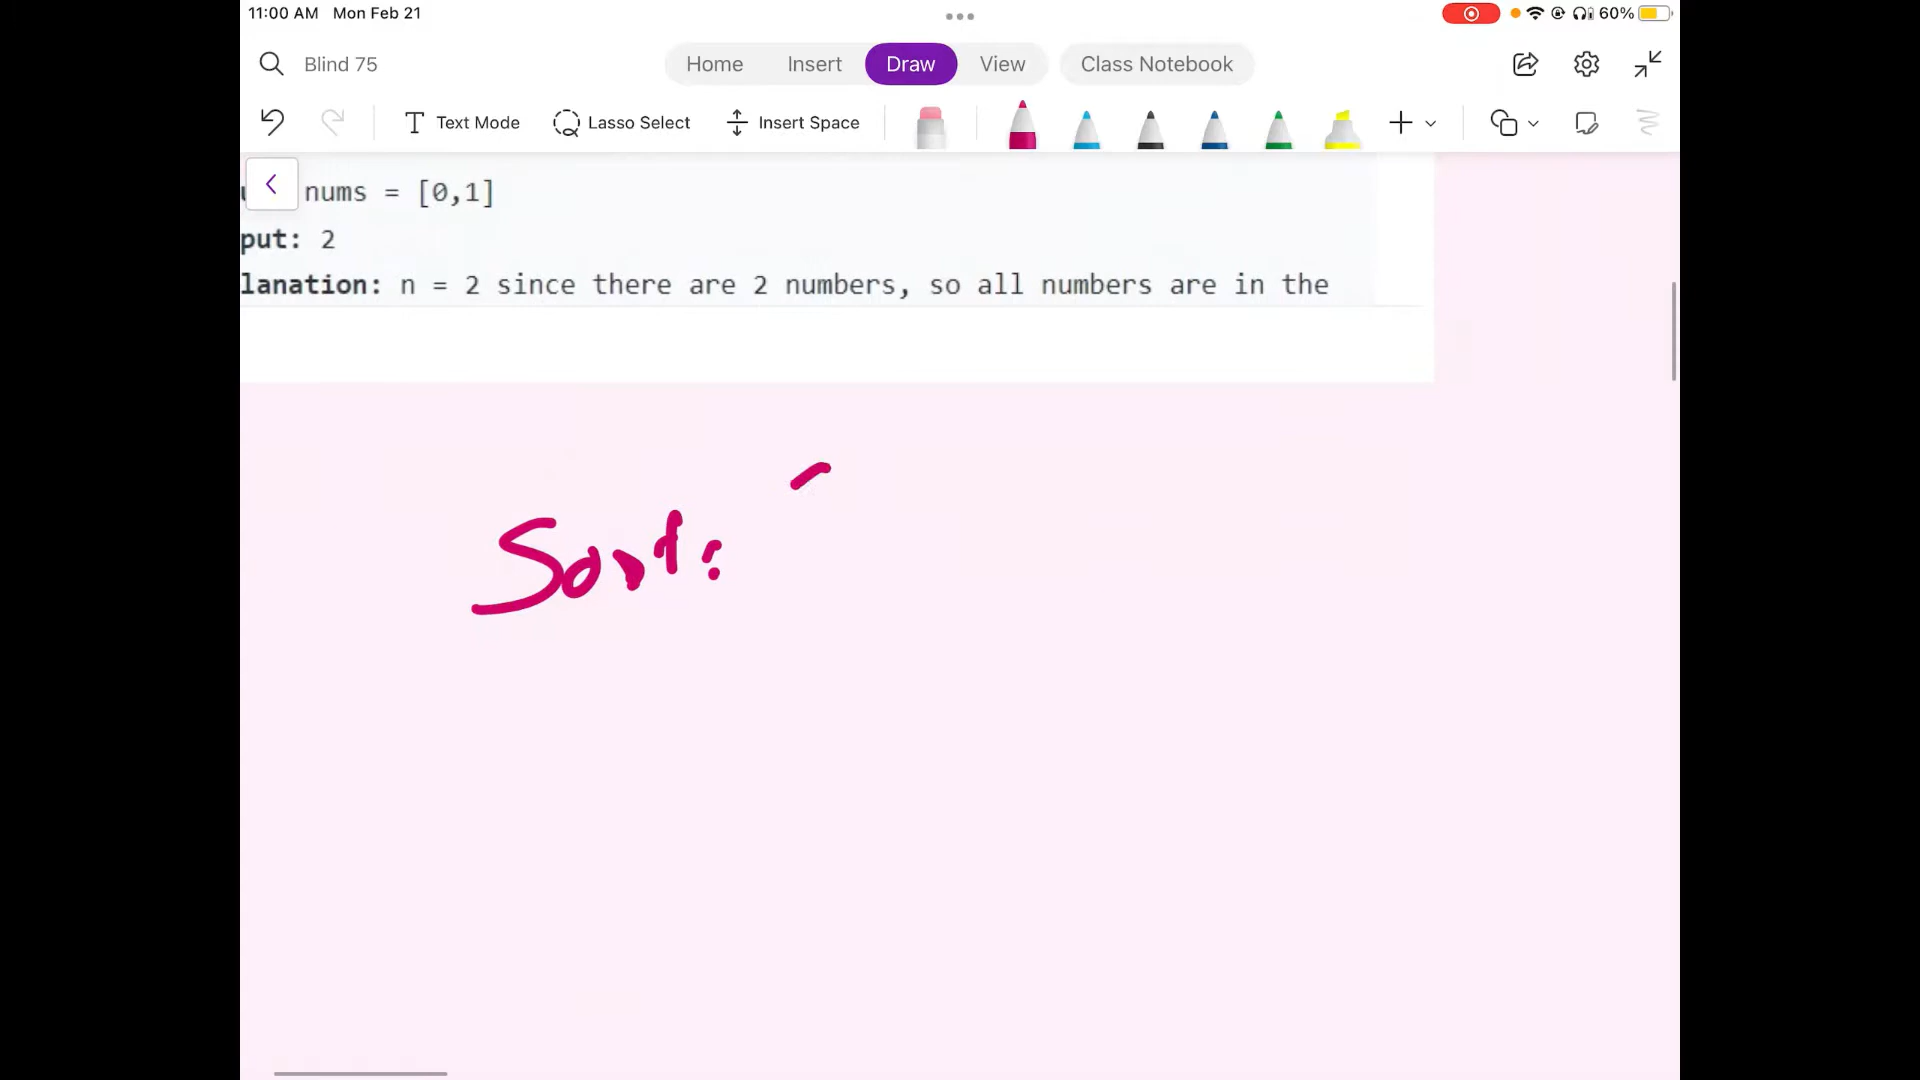 11:00 AM Mon Feb 21
60%
Blind 75
Home Insert Draw View Class Notebook
Text Mode Lasso Select Insert Space
nums = [0,1]
put: 2
lanation: n = 2 since there are 2 numbers, so all numbers are in the
Sort: